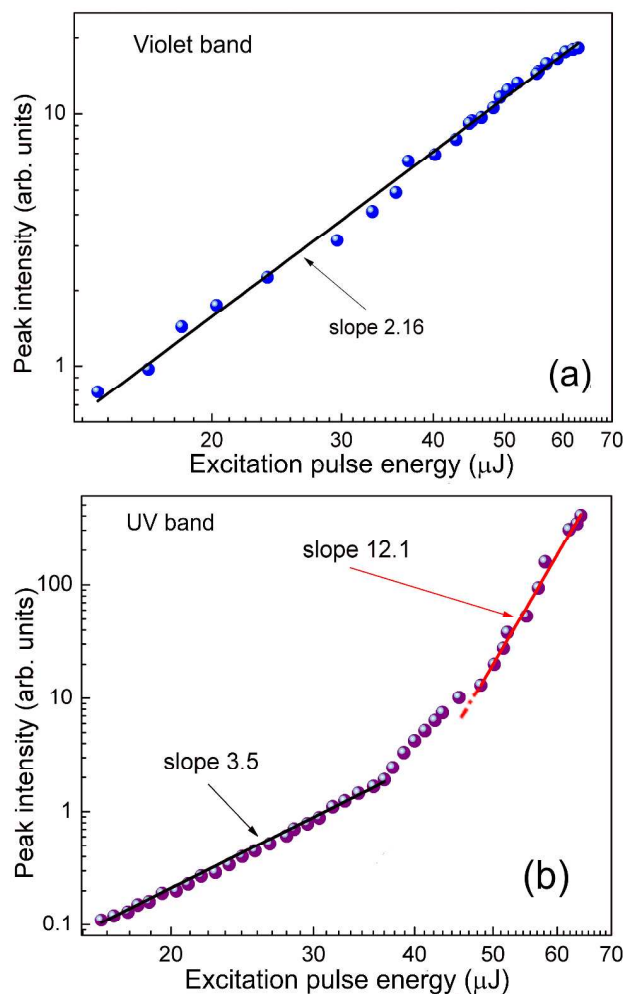 Violet band
10
Peak intensity (arb. units)
slope 2.16
1
(a)
20 30 40 50 60 70
Excitation pulse energy (μJ)
UV band
slope 12.1
100
Peak intensity (arb. units)
10
slope 3.5
1
(b)
0.1
20 30 40 50 60 70
Excitation pulse energy (μJ)